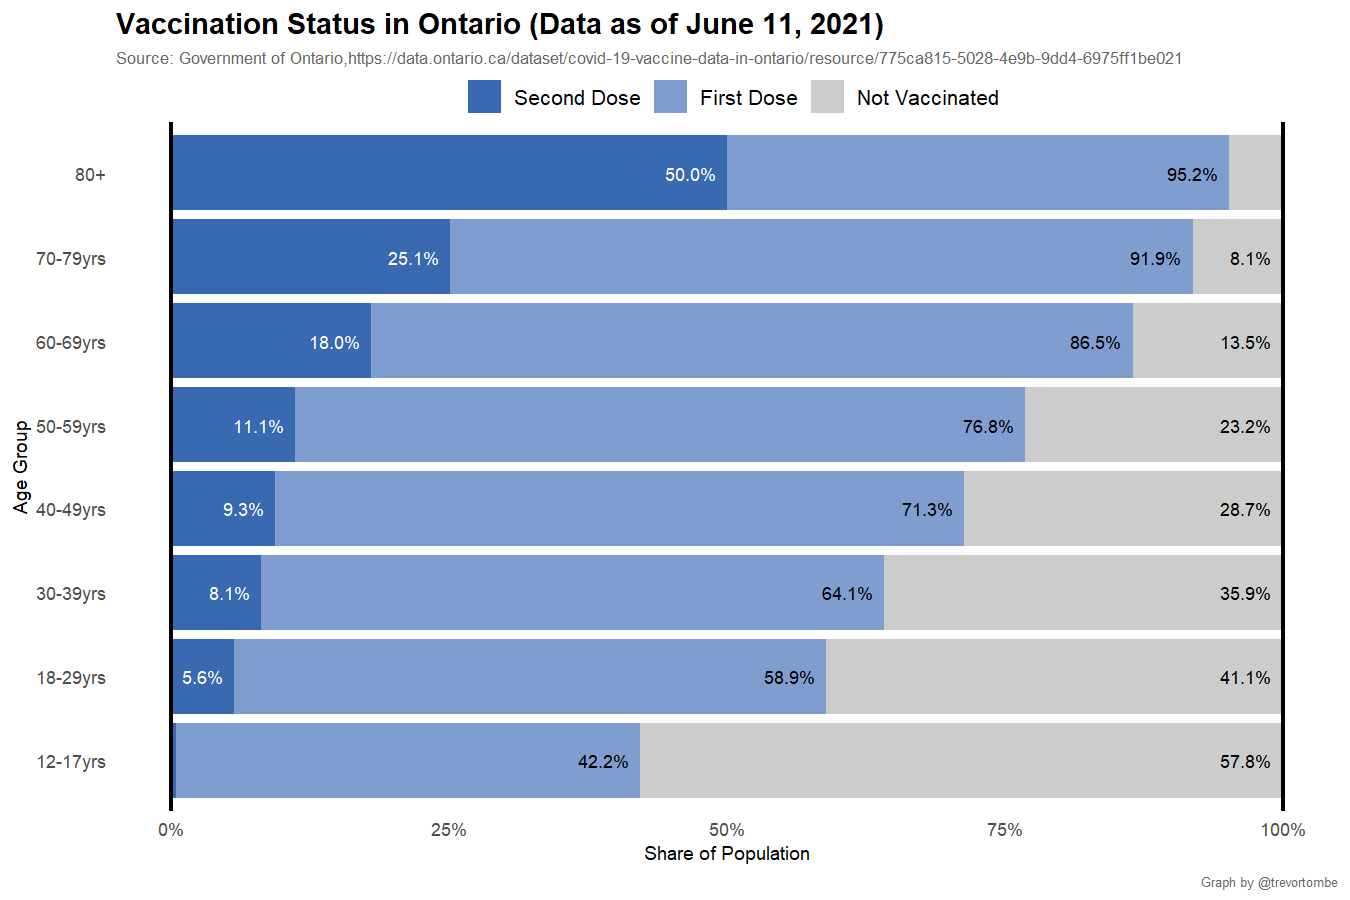 Vaccination Status in Ontario (Data as of June 11, 2021)
Source: Government of Ontario,https://data.ontario.ca/dataset/covid-19-vaccine-data-in-ontario/resource/775ca815-5028-4e9b-9dd4-6975ff1be021
Second Dose First Dose Not Vaccinated
80+ 50.0% 95.2%
70-79yrs 25.1% 91.9% 8.1%
60-69yrs 18.0% 86.5% 13.5%
50-59yrs 11.1% 76.8% 23.2%
Age Group
40-49yrs 9.3% 71.3% 28.7%
30-39yrs 8.1% 64.1% 35.9%
18-29yrs 5.6% 58.9% 41.1%
12-17yrs 42.2% 57.8%
0% 25% 50% 75% 100%
Share of Population
Graph by @trevortombe